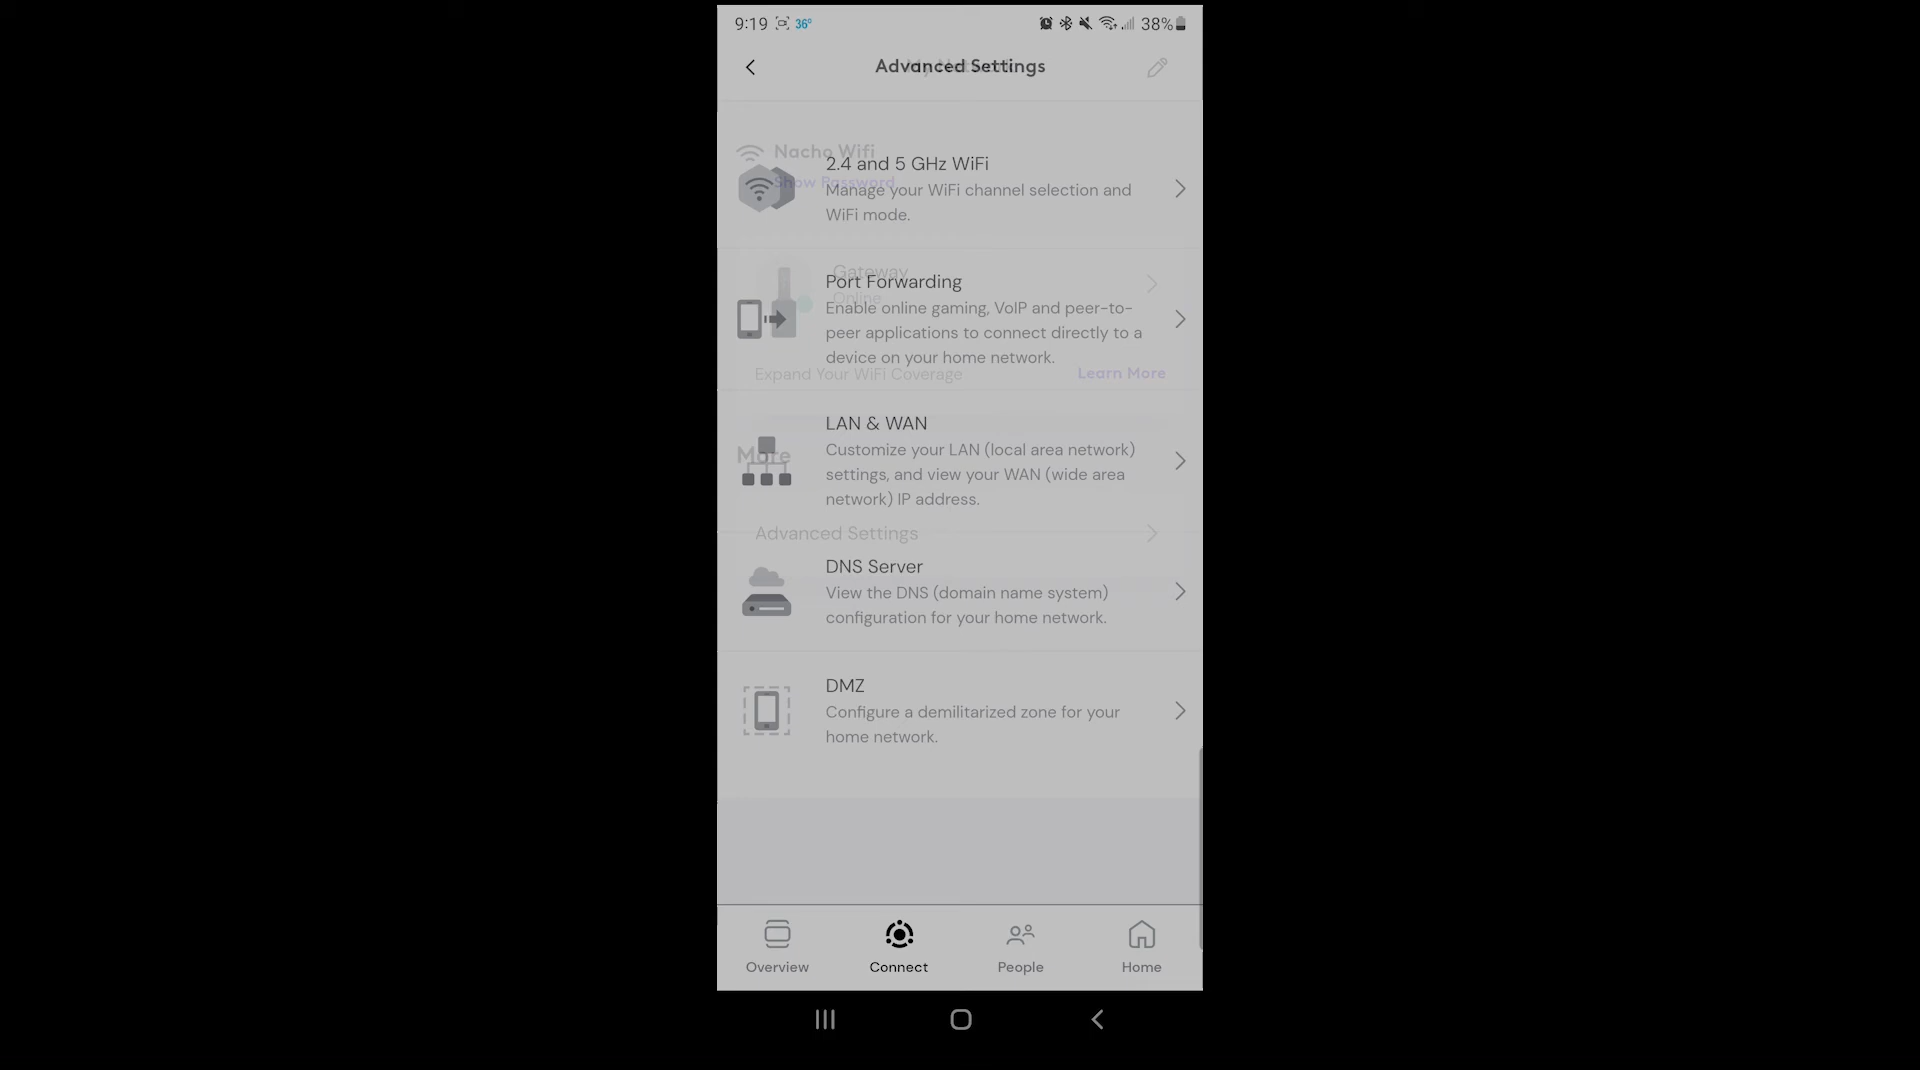 9:19 36°
38%
Advanced Settings
Nacho Wifi
Show Password
2.4 and 5 GHz WiFi
Manage your WiFi channel selection and
WiFi mode.
Gateway
Online
Port Forwarding
Enable online gaming, VoIP and peer-to-
peer applications to connect directly to a
device on your home network.
Expand Your WiFi Coverage Learn More
LAN & WAN
Customize your LAN (local area network)
settings, and view your WAN (wide area
network) IP address.
More
Advanced Settings
DNS Server
View the DNS (domain name system)
configuration for your home network.
DMZ
Configure a demilitarized zone for your
home network.
Overview Connect People Home